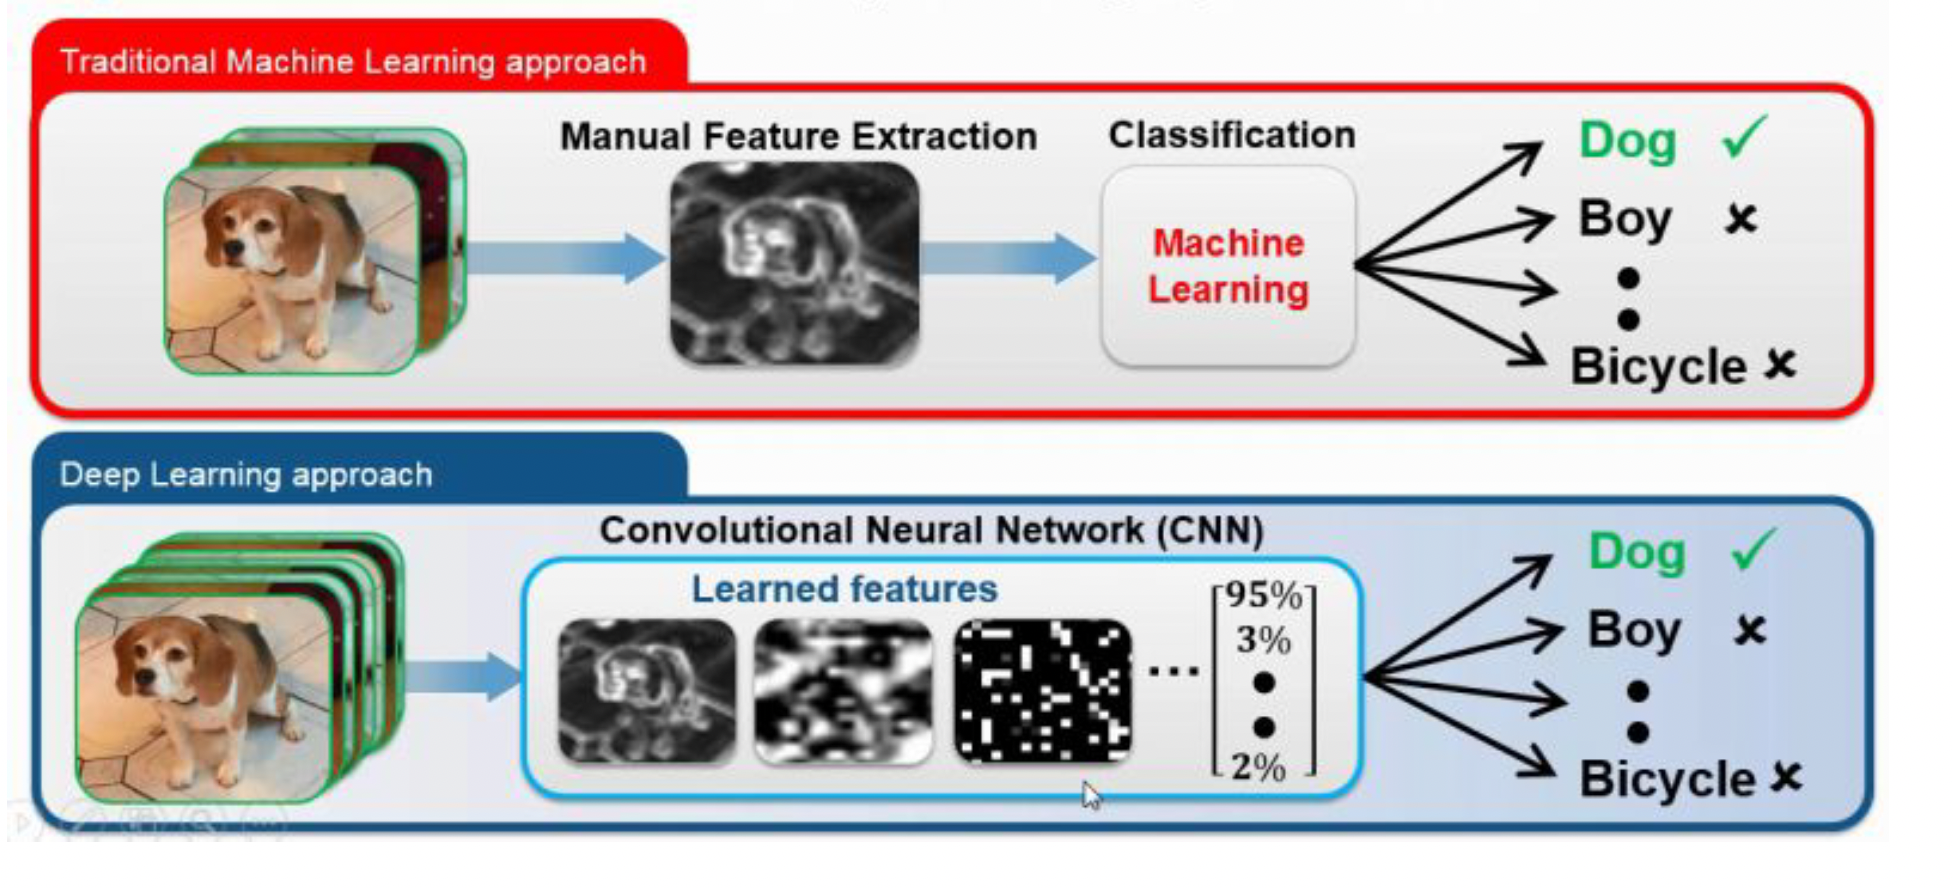 Traditional Machine Learning approach
Manual Feature Extraction
Classification
Machine
Learning
Dog ✓
Boy ✘
Bicycle ✘
Deep Learning approach
Convolutional Neural Network (CNN)
Learned features
...
95%
3%
2%
Dog ✓
Boy ✘
Bicycle ✘